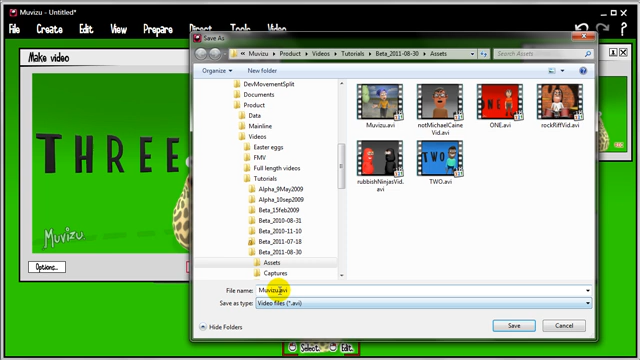 Muvizu - Untitled*
File Create Edit View Prepare Direct Tools Video
Make video
THREE
Muvizu
Options..
Save As
Muvizu Product Videos Tutorials Beta_2011-08-30 Assets
Search Assets
Organize New folder
DevMovementSplit
Documents
Product
Data
Mainline
Videos
Easter eggs
FMV
Full length videos
Tutorials
Alpha_9May2009
Alpha_10sep2009
Beta_15feb2009
Beta_2010-08-31
Beta_2010-11-10
Beta_2011-07-18
Beta_2011-08-30
Assets
Captures
Muvizu.avi
notMichaelCaineVid.avi
ONE.avi
rockRiffVid.avi
rubbishNinjasVid.avi
TWO.avi
File name: Muvizu.avi
Save as type: Video files (*.avi)
Hide Folders
Save Cancel
Select. Edit.